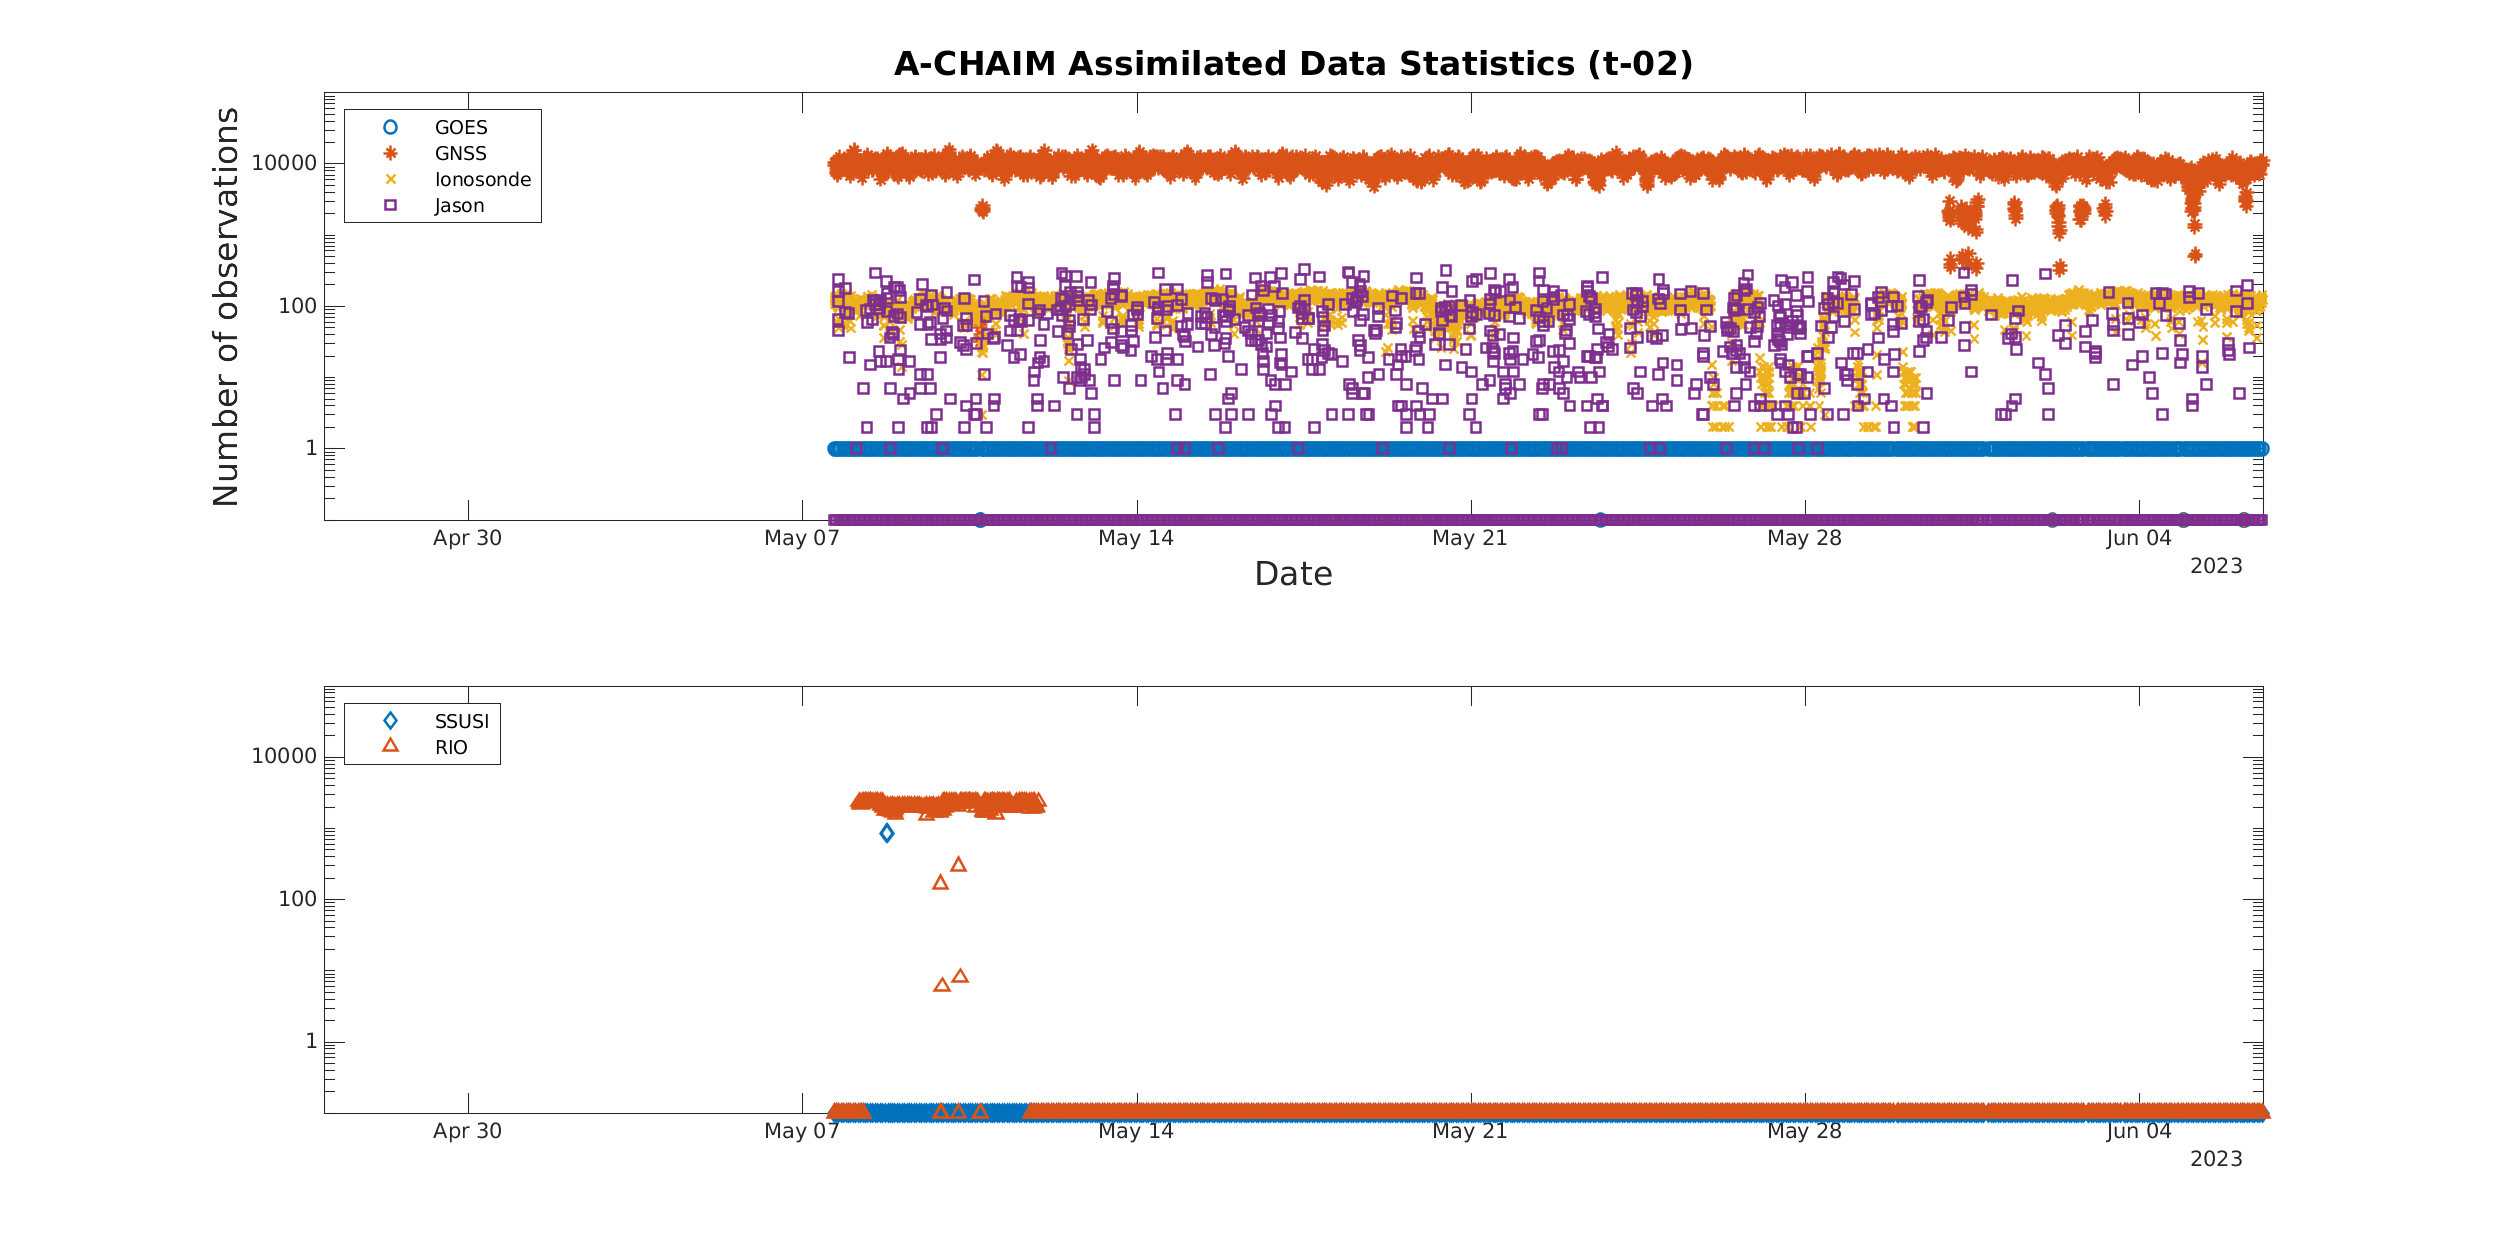 A-CHAIM Assimilated Data Statistics (t-02)
Number of observations
10000
100
1
GOES
GNSS
Ionosonde
Jason
Apr 30
May 07
May 14
May 21
May 28
Jun 04
2023
Date
10000
100
1
SSUSI
RIO
Apr 30
May 07
May 14
May 21
May 28
Jun 04
2023